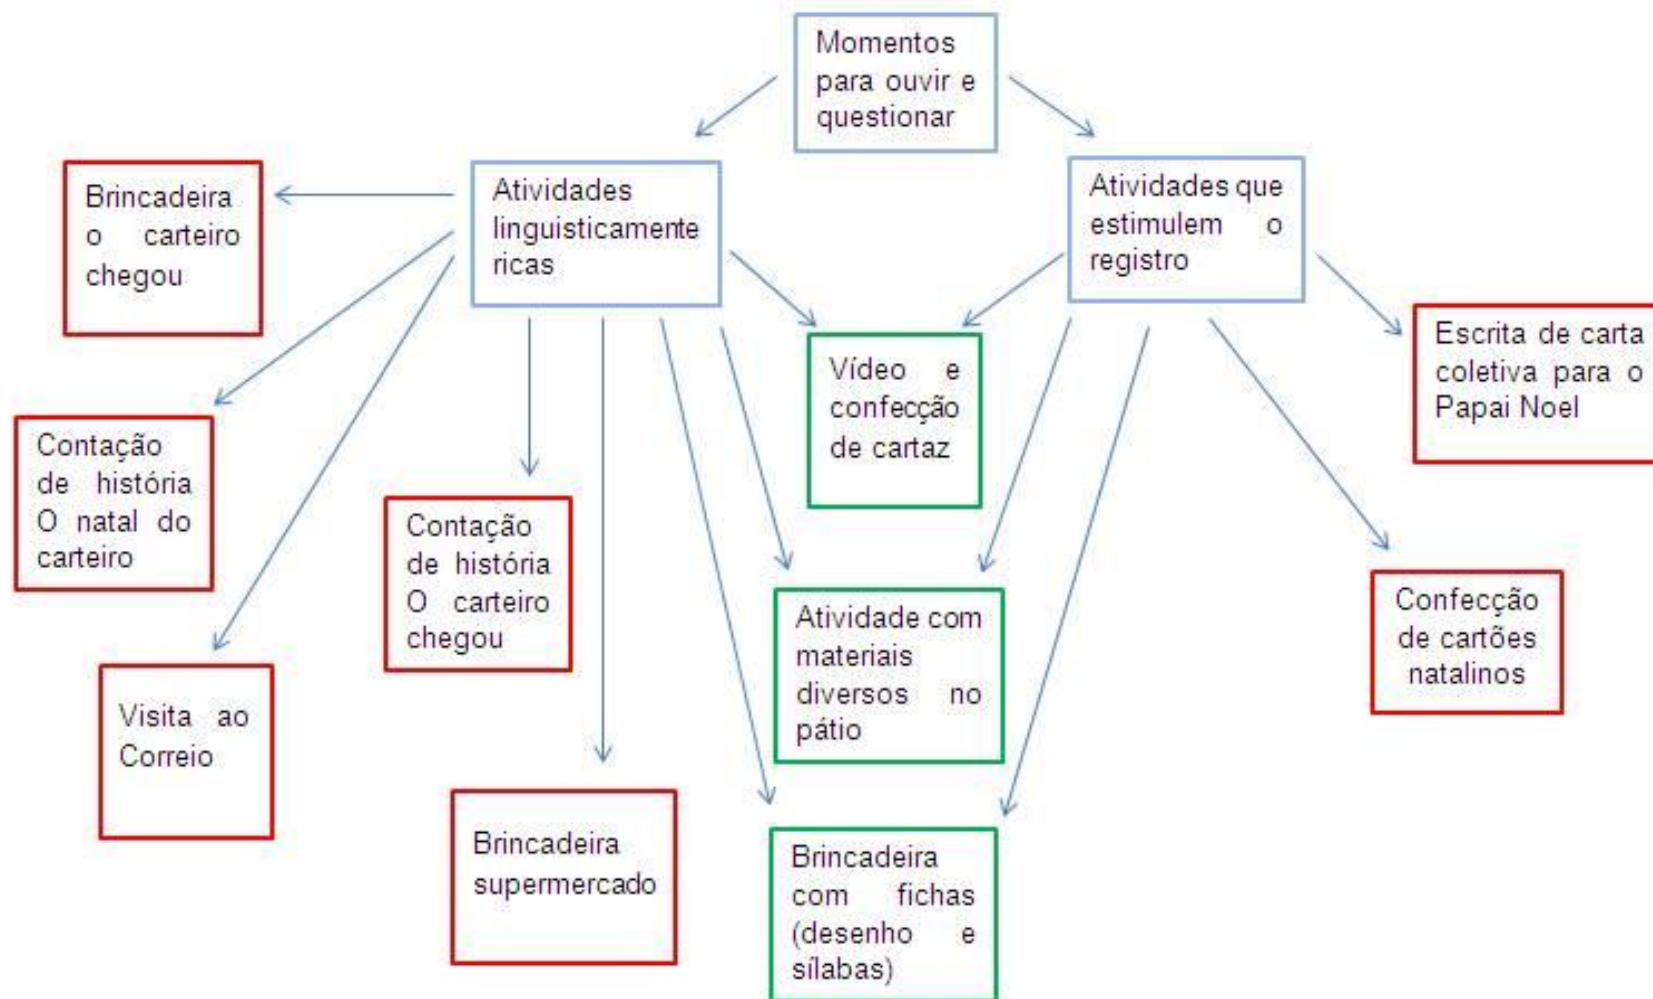 Momentos
para ouvir e
questionar
Atividades
linguisticamente
ricas
Atividades que
estimulem o
registro
Brincadeira
o carteiro
chegou
Vídeo e
confecção
de cartaz
Escrita de carta
coletiva para o
Papai Noel
Contação
de história
O natal do
carteiro
Contação
de história
O carteiro
chegou
Atividade com
materiais
diversos no
pátio
Confecção
de cartões
natalinos
Visita ao
Correio
Brincadeira
supermercado
Brincadeira
com fichas
(desenho e
sílabas)